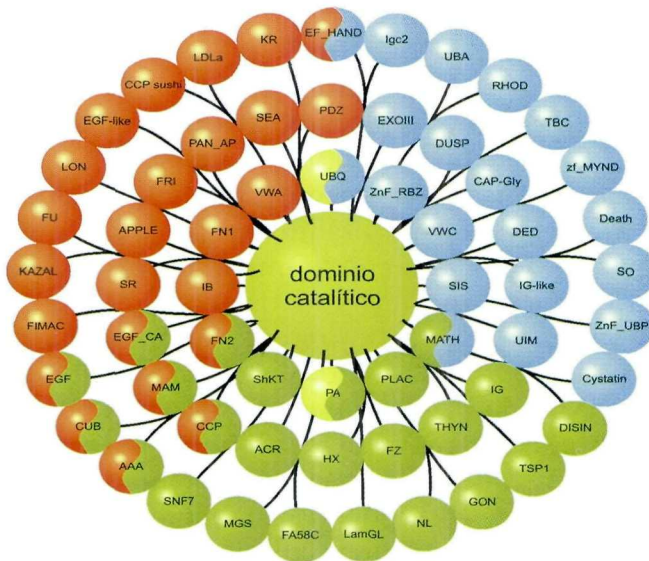 EF_HAND
KR
Igc2
LDLa
UBA
CCP sushi
RHOD
EGF-like
SEA
PDZ
EXOIII
TBC
PAN_AP
DUSP
LON
FRI
VWA
UBQ
ZnF_RBZ
CAP-Gly
zf_MYND
FU
APPLE
FN1
VWC
DED
Death
KAZAL
SR
IB
dominio
catalítico
SIS
IG-like
SO
FIMAC
EGF_CA
FN2
MATH
UIM
ZnF_UBP
EGF
MAM
ShKT
PA
PLAC
IG
Cystatin
CUB
CCP
ACR
HX
FZ
THYN
DISIN
AAA
TSP1
SNF7
GON
MGS
FA58C
LamGL
NL